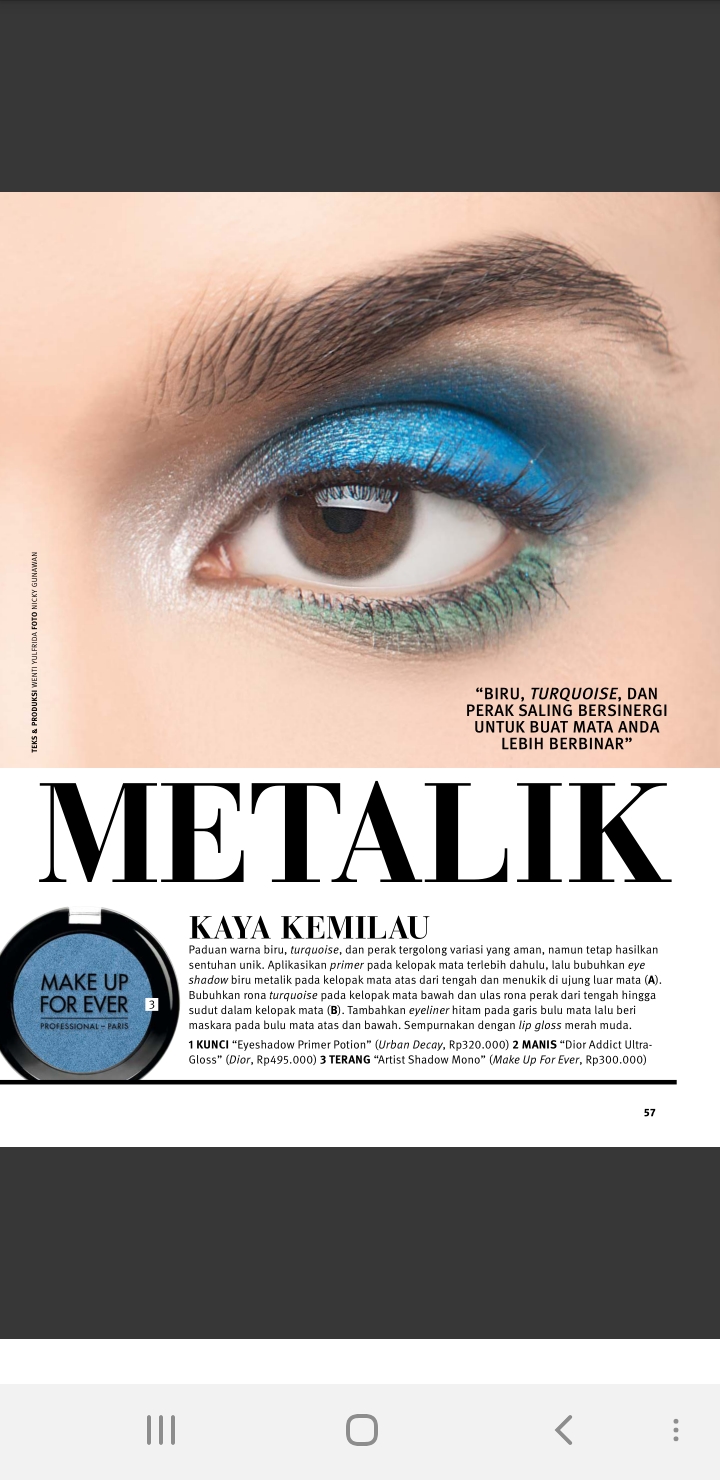 TEKS & PRODUKSI WENTI YULFRIDA FOTO NICKY GUNAWAN
“BIRU, TURQUOISE, DAN
PERAK SALING BERSINERGI
UNTUK BUAT MATA ANDA
LEBIH BERBINAR”
METALIK
MAKE UP
FOR EVER
PROFESSIONAL – PARIS
3
KAYA KEMILAU
Paduan warna biru, turquoise, dan perak tergolong variasi yang aman, namun tetap hasilkan
sentuhan unik. Aplikasikan primer pada kelopak mata terlebih dahulu, lalu bubuhkan eye
shadow biru metalik pada kelopak mata atas dari tengah dan menukik di ujung luar mata (A).
Bubuhkan rona turquoise pada kelopak mata bawah dan ulas rona perak dari tengah hingga
sudut dalam kelopak mata (B). Tambahkan eyeliner hitam pada garis bulu mata lalu beri
maskara pada bulu mata atas dan bawah. Sempurnakan dengan lip gloss merah muda.
1 KUNCI “Eyeshadow Primer Potion” (Urban Decay, Rp320.000) 2 MANIS “Dior Addict Ultra-
Gloss” (Dior, Rp495.000) 3 TERANG “Artist Shadow Mono” (Make Up For Ever, Rp300.000)
57